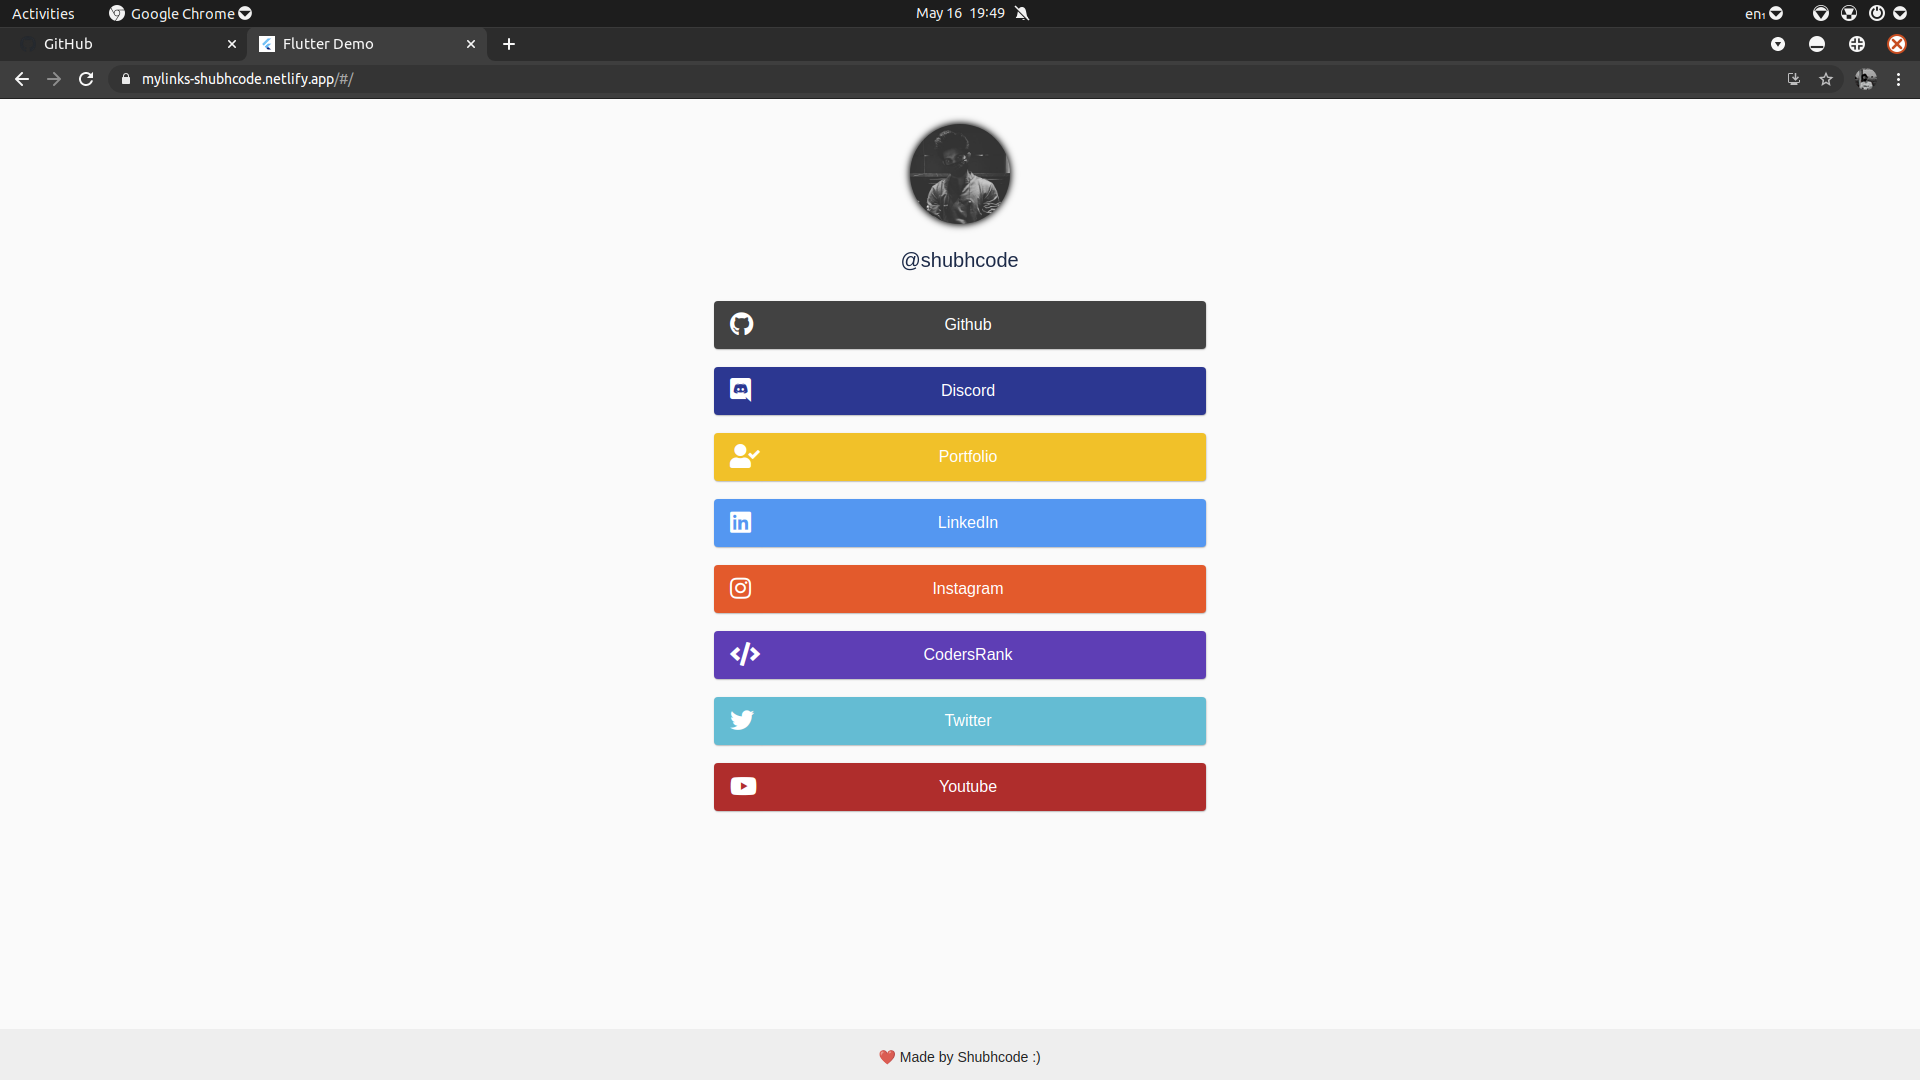 Activities Google Chrome May 16 19:49 en₁
GitHub Flutter Demo
mylinks-shubhcode.netlify.app/#/
@shubhcode
Github
Discord
Portfolio
LinkedIn
Instagram
CodersRank
Twitter
Youtube
❤️ Made by Shubhcode :)